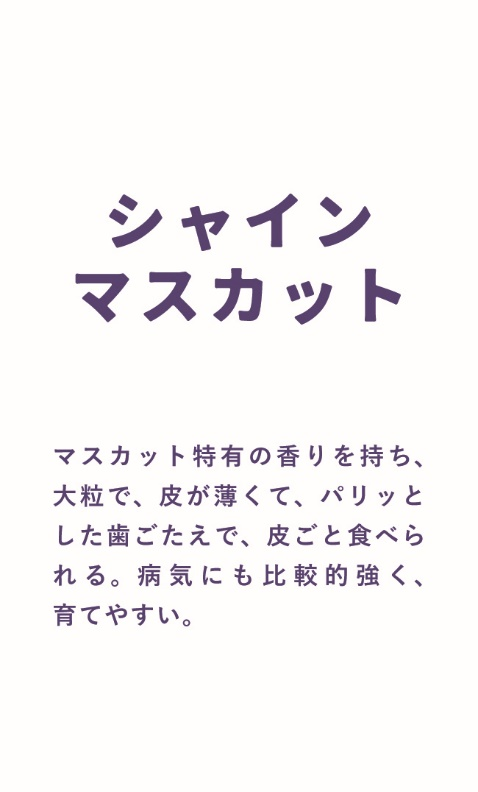 シャイン
マスカット
マスカット特有の香りを持ち、
大粒で、皮が薄くて、パリッと
した歯ごたえで、皮ごと食べら
れる。病気にも比較的強く、
育てやすい。